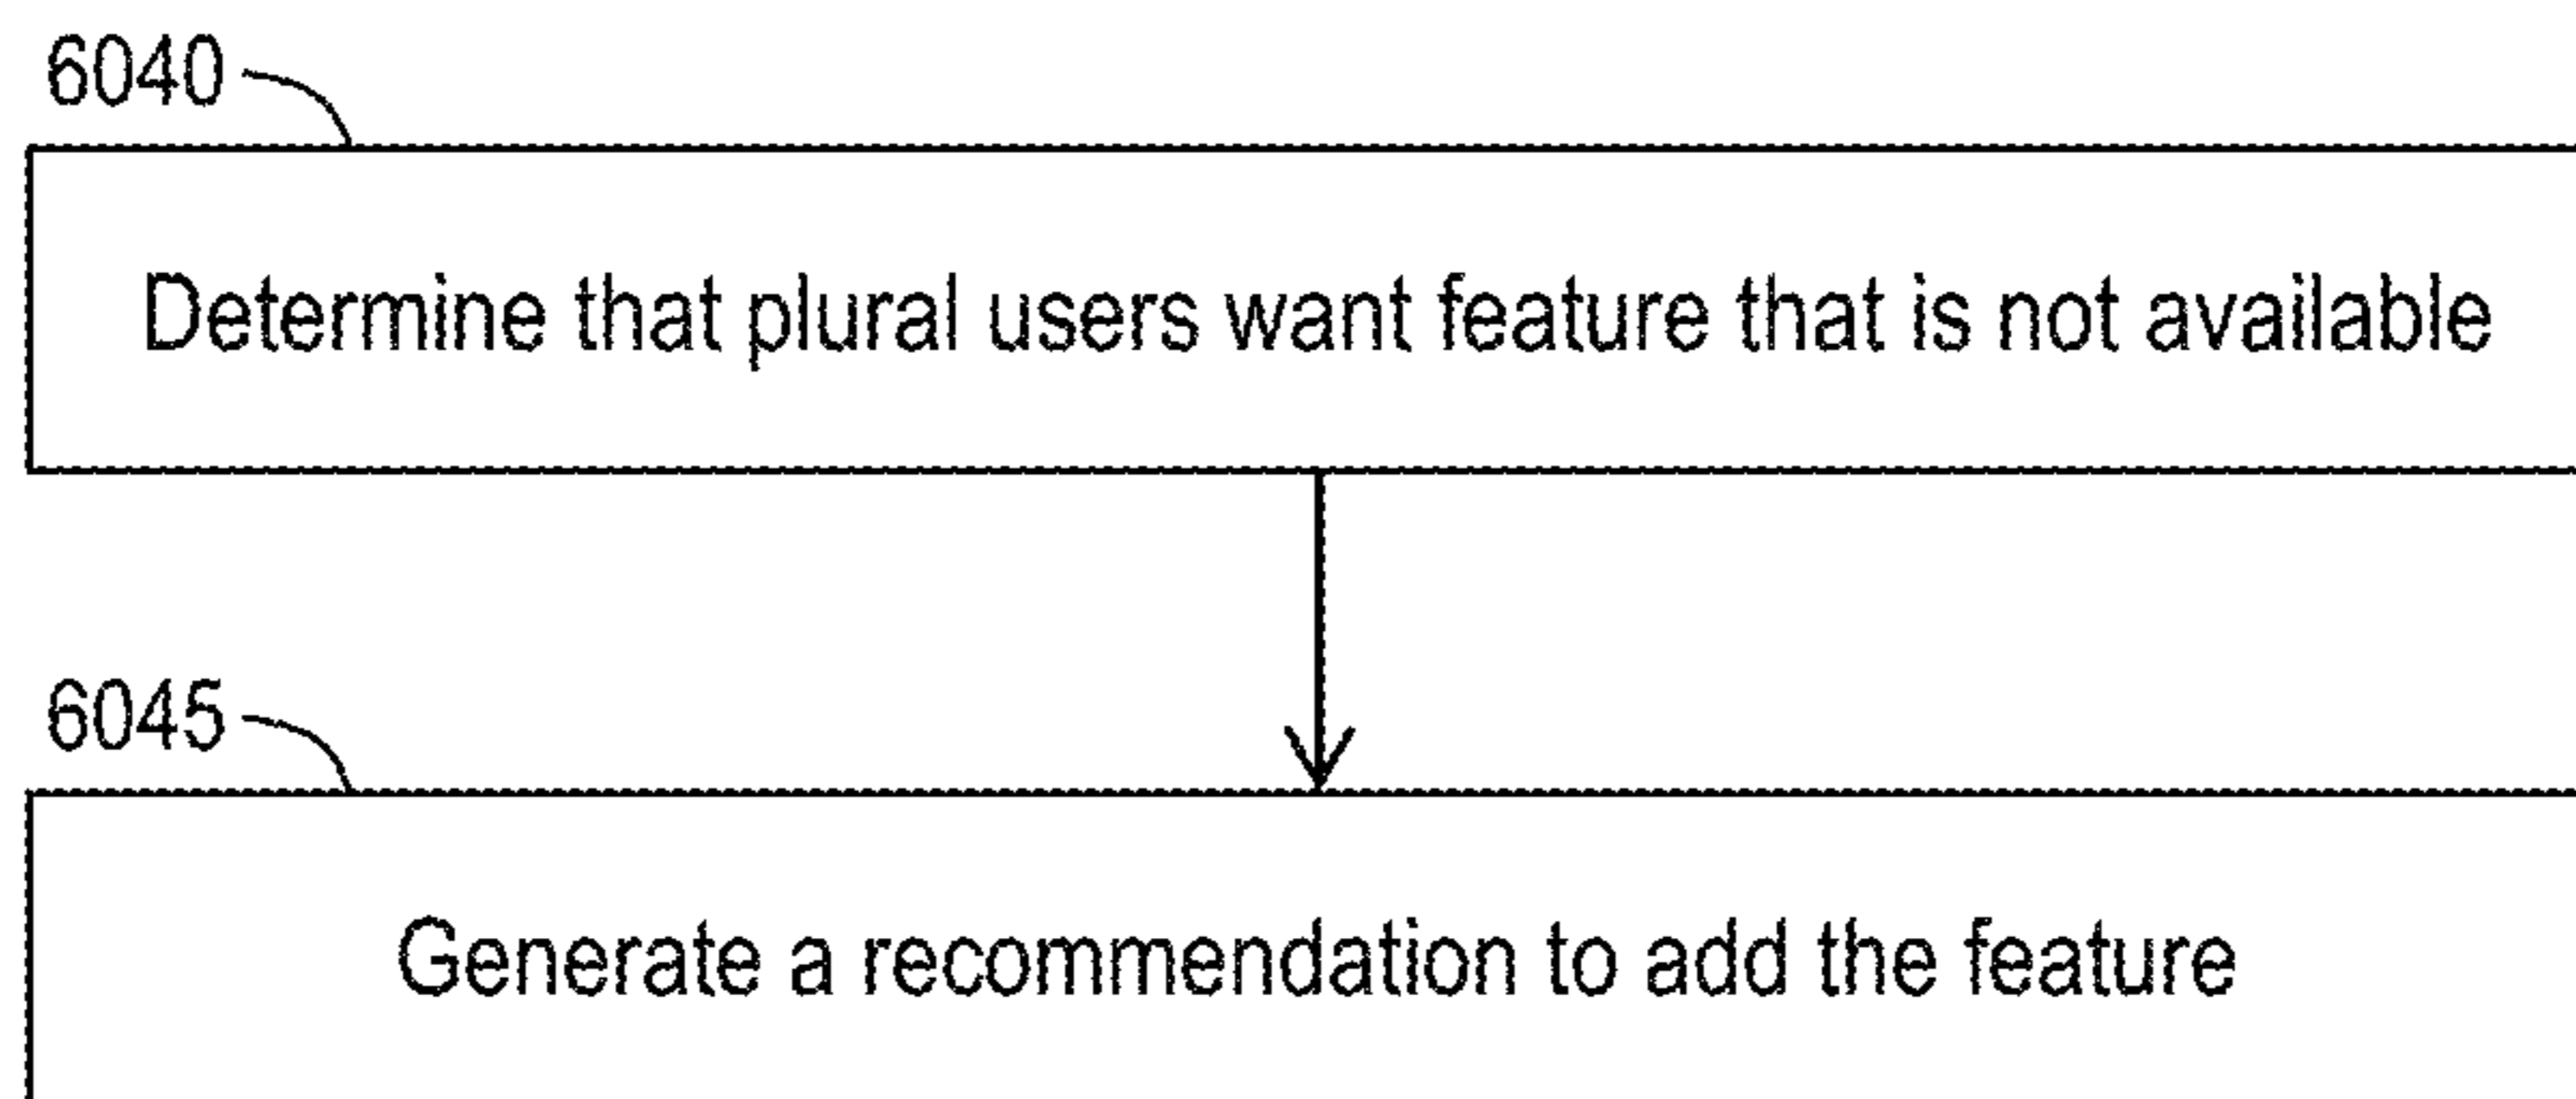 6040
Determine that plural users want feature that is not available
6045
Generate a recommendation to add the feature